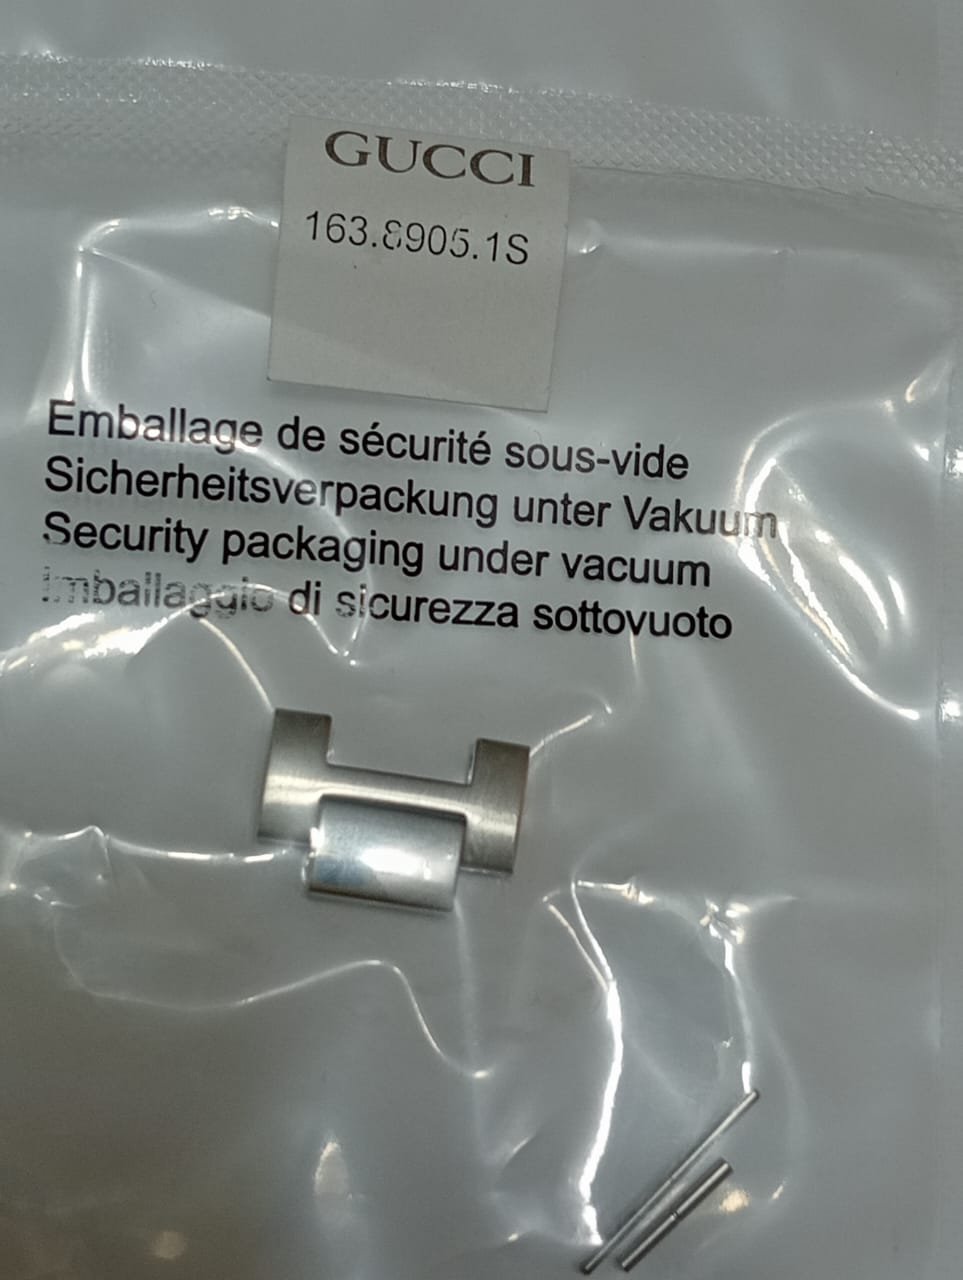 GUCCI
163.8905.1S
Emballage de sécurité sous-vide
Sicherheitsverpackung unter Vakuum
Security packaging under vacuum
Imballaggio di sicurezza sottovuoto